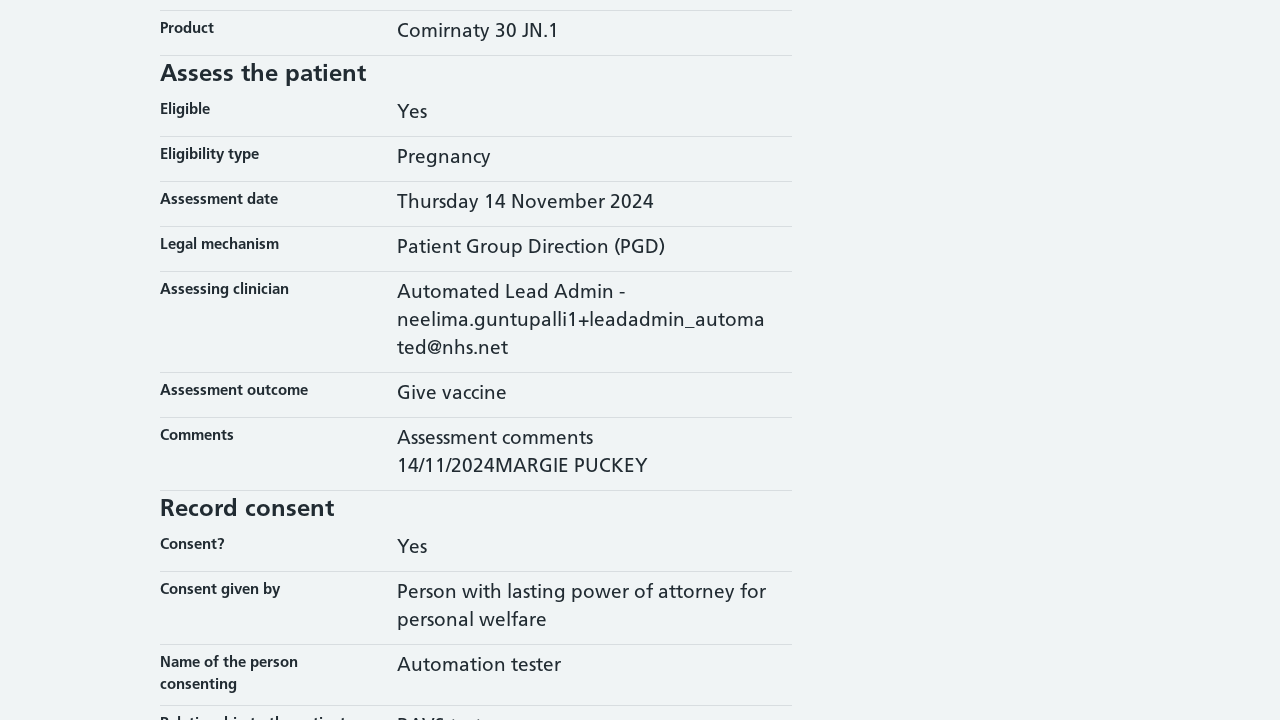 Product
Comirnaty 30 JN.1
Assess the patient
Eligible
Yes
Eligibility type
Pregnancy
Assessment date
Thursday 14 November 2024
Legal mechanism
Patient Group Direction (PGD)
Assessing clinician
Automated Lead Admin -
neelima.guntupalli1+leadadmin_automa
ted@nhs.net
Assessment outcome
Give vaccine
Comments
Assessment comments
14/11/2024MARGIE PUCKEY
Record consent
Consent?
Yes
Consent given by
Person with lasting power of attorney for
personal welfare
Name of the person
consenting
Automation tester